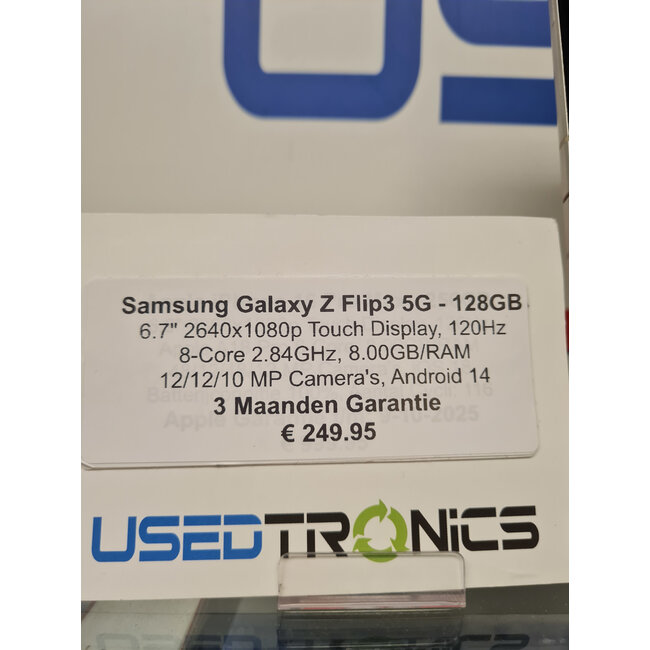 US
Samsung Galaxy Z Flip3 5G - 128GB
6.7" 2640x1080p Touch Display, 120Hz
8-Core 2.84GHz, 8.00GB/RAM
12/12/10 MP Camera's, Android 14
3 Maanden Garantie
€ 249.95
USEDTRONiCS